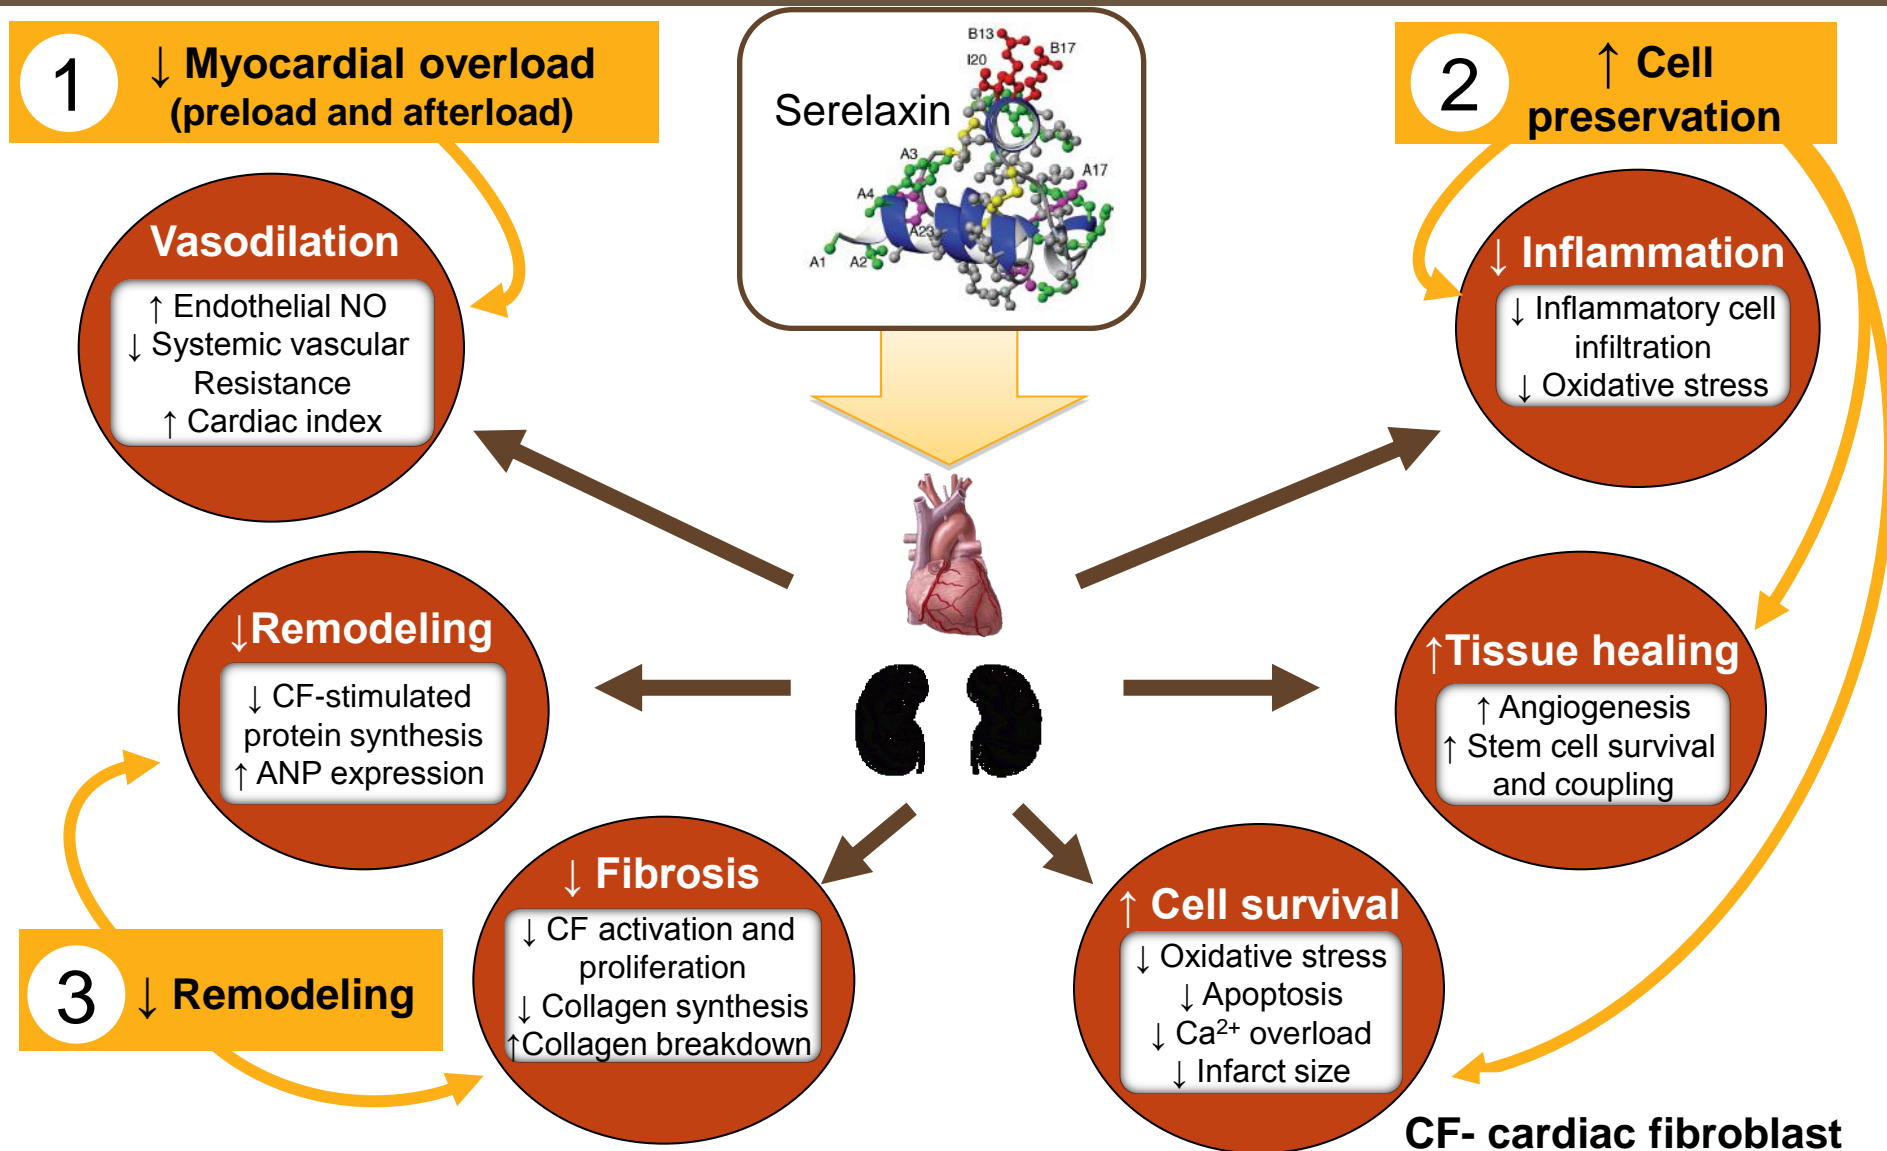 1
↓ Myocardial overload
(preload and afterload)
Serelaxin
B13
B17
I20
A3
A4
A17
A23
A1
A2
2
↑ Cell
preservation
Vasodilation
↑ Endothelial NO
↓ Systemic vascular
Resistance
↑ Cardiac index
↓ Inflammation
↓ Inflammatory cell
infiltration
↓ Oxidative stress
↓Remodeling
↓ CF-stimulated
protein synthesis
↑ ANP expression
↑Tissue healing
↑ Angiogenesis
↑ Stem cell survival
and coupling
3
↓ Remodeling
↓ Fibrosis
↓ CF activation and
proliferation
↓ Collagen synthesis
↑Collagen breakdown
↑ Cell survival
↓ Oxidative stress
↓ Apoptosis
↓ Ca²⁺ overload
↓ Infarct size
CF- cardiac fibroblast